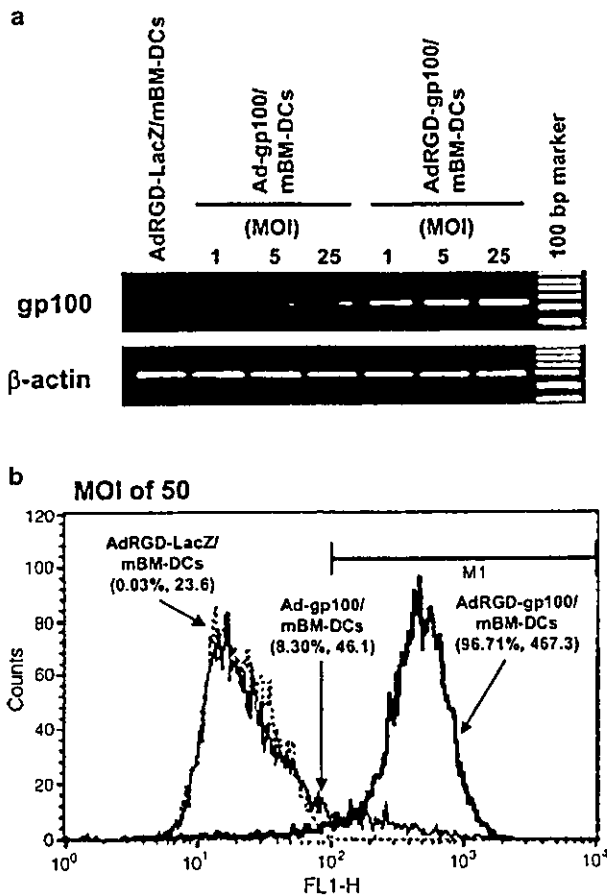 a
AdRGD-LacZ/mBM-DCs
Ad-gp100/
mBM-DCs
AdRGD-gp100/
mBM-DCs
100 bp marker
(MOI)
(MOI)
1 5 25 1 5 25
gp100
β-actin
b
MOI of 50
120
100
80
60
40
20
0
Counts
AdRGD-LacZ/
mBM-DCs
(0.03%, 23.6)
Ad-gp100/
mBM-DCs
(8.30%, 46.1)
M1
AdRGD-gp100/
mBM-DCs
(96.71%, 467.3)
10⁰ 10¹ 10² 10³ 10⁴
FL1-H